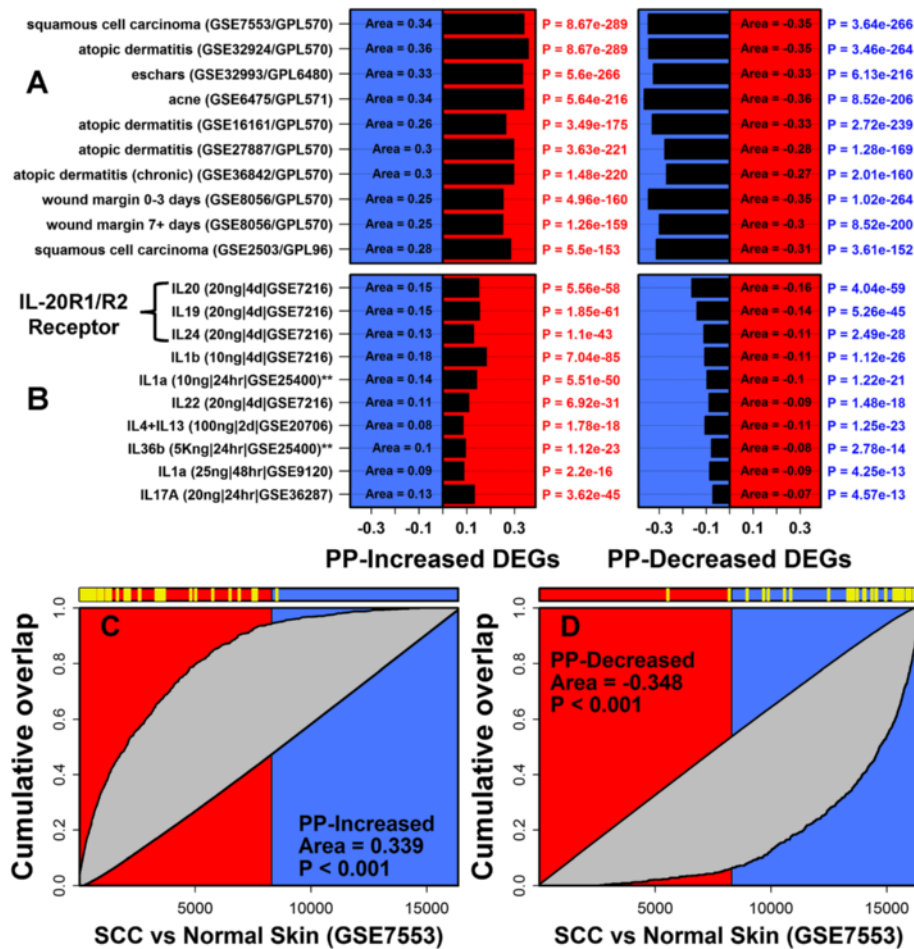 squamous cell carcinoma (GSE7553/GPL570) Area = 0.34 P = 8.67e-289 Area = -0.35 P = 3.64e-266
atopic dermatitis (GSE32924/GPL570) Area = 0.36 P = 8.67e-289 Area = -0.35 P = 3.46e-264
eschars (GSE32993/GPL6480) Area = 0.33 P = 5.6e-266 Area = -0.33 P = 6.13e-216
A
acne (GSE6475/GPL571) Area = 0.34 P = 5.64e-216 Area = -0.36 P = 8.52e-206
atopic dermatitis (GSE16161/GPL570) Area = 0.26 P = 3.49e-175 Area = -0.33 P = 2.72e-239
atopic dermatitis (GSE27887/GPL570) Area = 0.3 P = 3.63e-221 Area = -0.28 P = 1.28e-169
atopic dermatitis (chronic) (GSE36842/GPL570) Area = 0.3 P = 1.48e-220 Area = -0.27 P = 2.01e-160
wound margin 0-3 days (GSE8056/GPL570) Area = 0.25 P = 4.96e-160 Area = -0.35 P = 1.02e-264
wound margin 7+ days (GSE8056/GPL570) Area = 0.25 P = 1.26e-159 Area = -0.3 P = 8.52e-200
squamous cell carcinoma (GSE2503/GPL96) Area = 0.28 P = 5.5e-153 Area = -0.31 P = 3.61e-152
IL-20R1/R2
Receptor
IL20 (20ng|4d|GSE7216) Area = 0.15 P = 5.56e-58 Area = -0.16 P = 4.04e-59
IL19 (20ng|4d|GSE7216) Area = 0.15 P = 1.85e-61 Area = -0.14 P = 5.26e-45
IL24 (20ng|4d|GSE7216) Area = 0.13 P = 1.1e-43 Area = -0.11 P = 2.49e-28
IL1b (10ng|4d|GSE7216) Area = 0.18 P = 7.04e-85 Area = -0.11 P = 1.12e-26
B
IL1a (10ng|24hr|GSE25400)** Area = 0.14 P = 5.51e-50 Area = -0.1 P = 1.22e-21
IL22 (20ng|4d|GSE7216) Area = 0.11 P = 6.92e-31 Area = -0.09 P = 1.48e-18
IL4+IL13 (100ng|2d|GSE20706) Area = 0.08 P = 1.78e-18 Area = -0.11 P = 1.25e-23
IL36b (5Kng|24hr|GSE25400)** Area = 0.1 P = 1.12e-23 Area = -0.08 P = 2.78e-14
IL1a (25ng|48hr|GSE9120) Area = 0.09 P = 2.2e-16 Area = -0.09 P = 4.25e-13
IL17A (20ng|24hr|GSE36287) Area = 0.13 P = 3.62e-45 Area = -0.07 P = 4.57e-13
-0.3 -0.1 0.1 0.3 -0.3 -0.1 0.1 0.3
PP-Increased DEGs PP-Decreased DEGs
C
Cumulative overlap
1.0
0.8
0.6
0.4
0.2
0.0
PP-Increased
Area = 0.339
P < 0.001
5000 10000 15000
SCC vs Normal Skin (GSE7553)
D
Cumulative overlap
1.0
0.8
0.6
0.4
0.2
0.0
PP-Decreased
Area = -0.348
P < 0.001
5000 10000 15000
SCC vs Normal Skin (GSE7553)